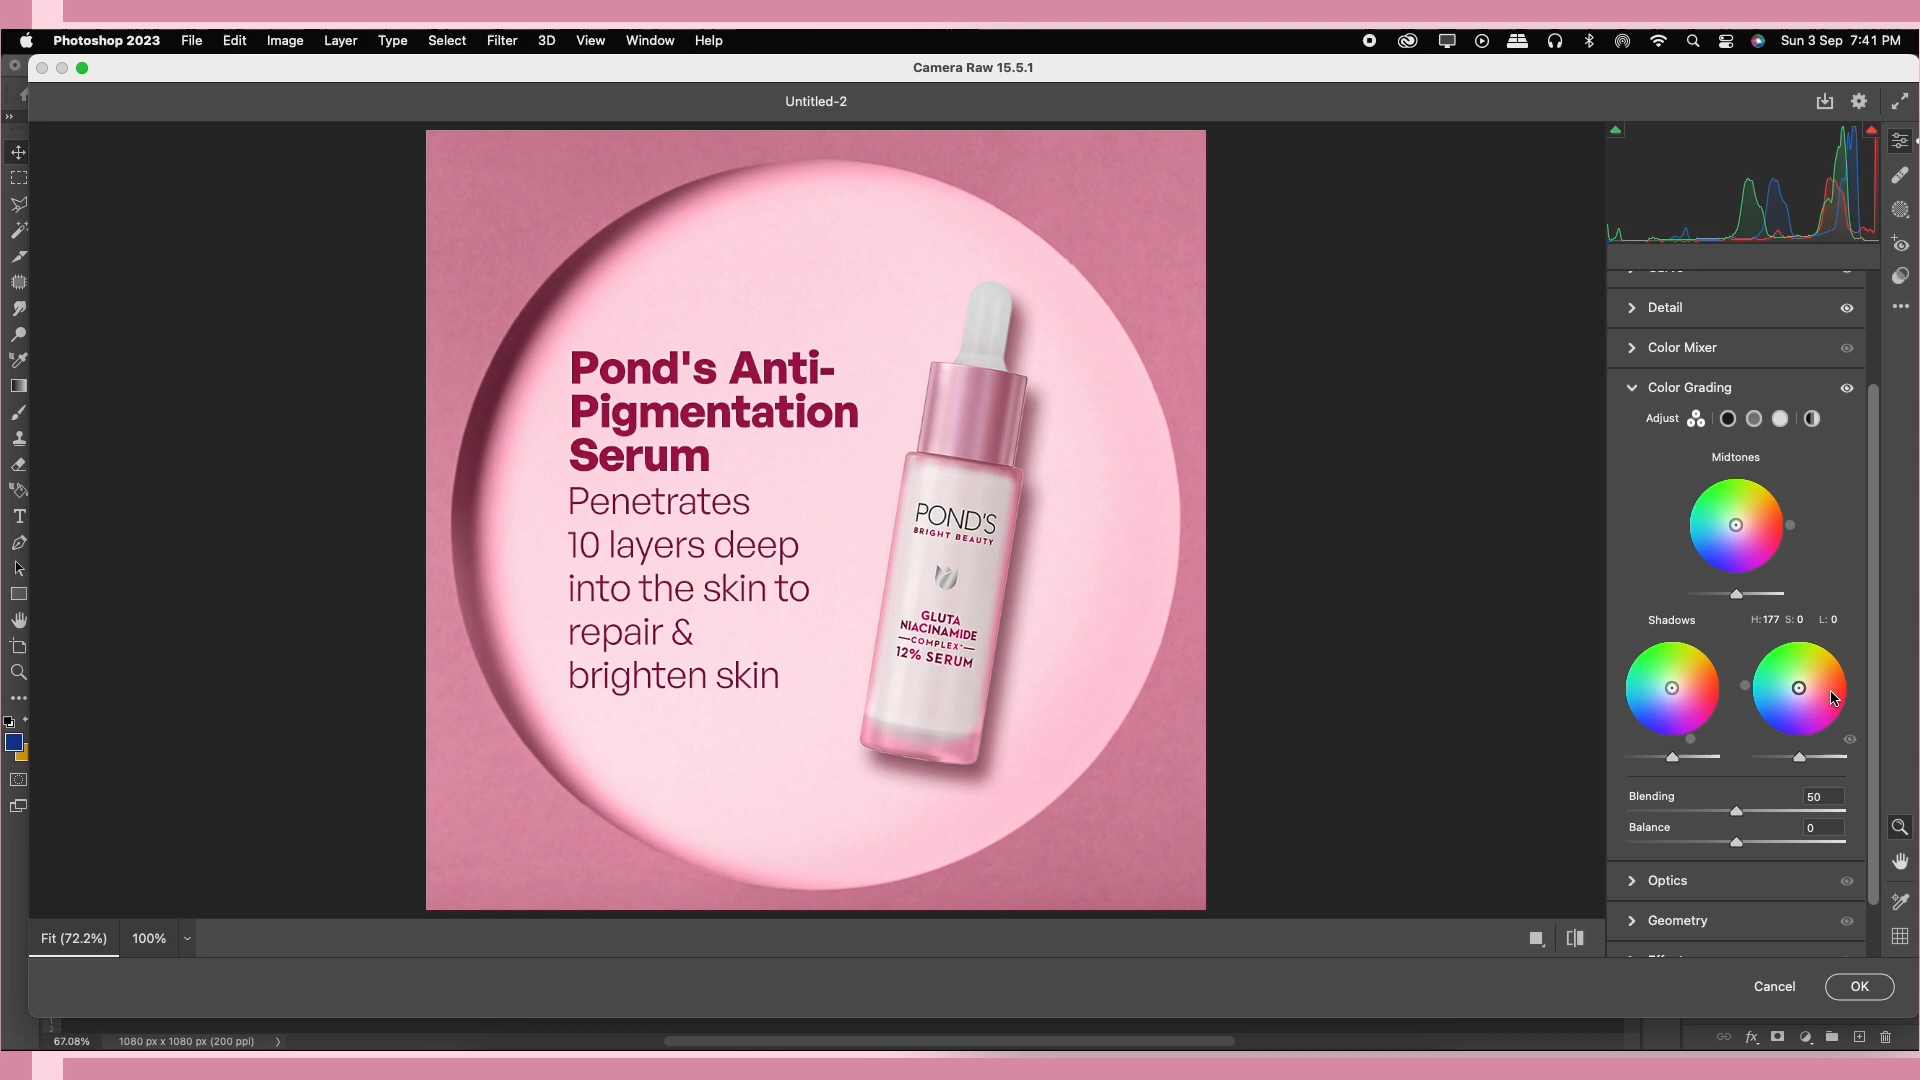 Photoshop 2023 File Edit Image Layer Type Select Filter 3D View Window Help Sun 3 Sep 7:41 PM
Camera Raw 15.5.1
Untitled-2
Detail
Color Mixer
Color Grading
Adjust
Midtones
Shadows H:177 S:0 L:0
Blending 50
Balance 0
Optics
Geometry
Pond's Anti-
Pigmentation
Serum
Penetrates
10 layers deep
into the skin to
repair &
brighten skin
POND'S
BRIGHT BEAUTY
GLUTA
NIACINAMIDE
COMPLEX*
12% SERUM
Fit (72.2%) 100%
Cancel OK
67.08% 1080 px x 1080 px (200 ppi)